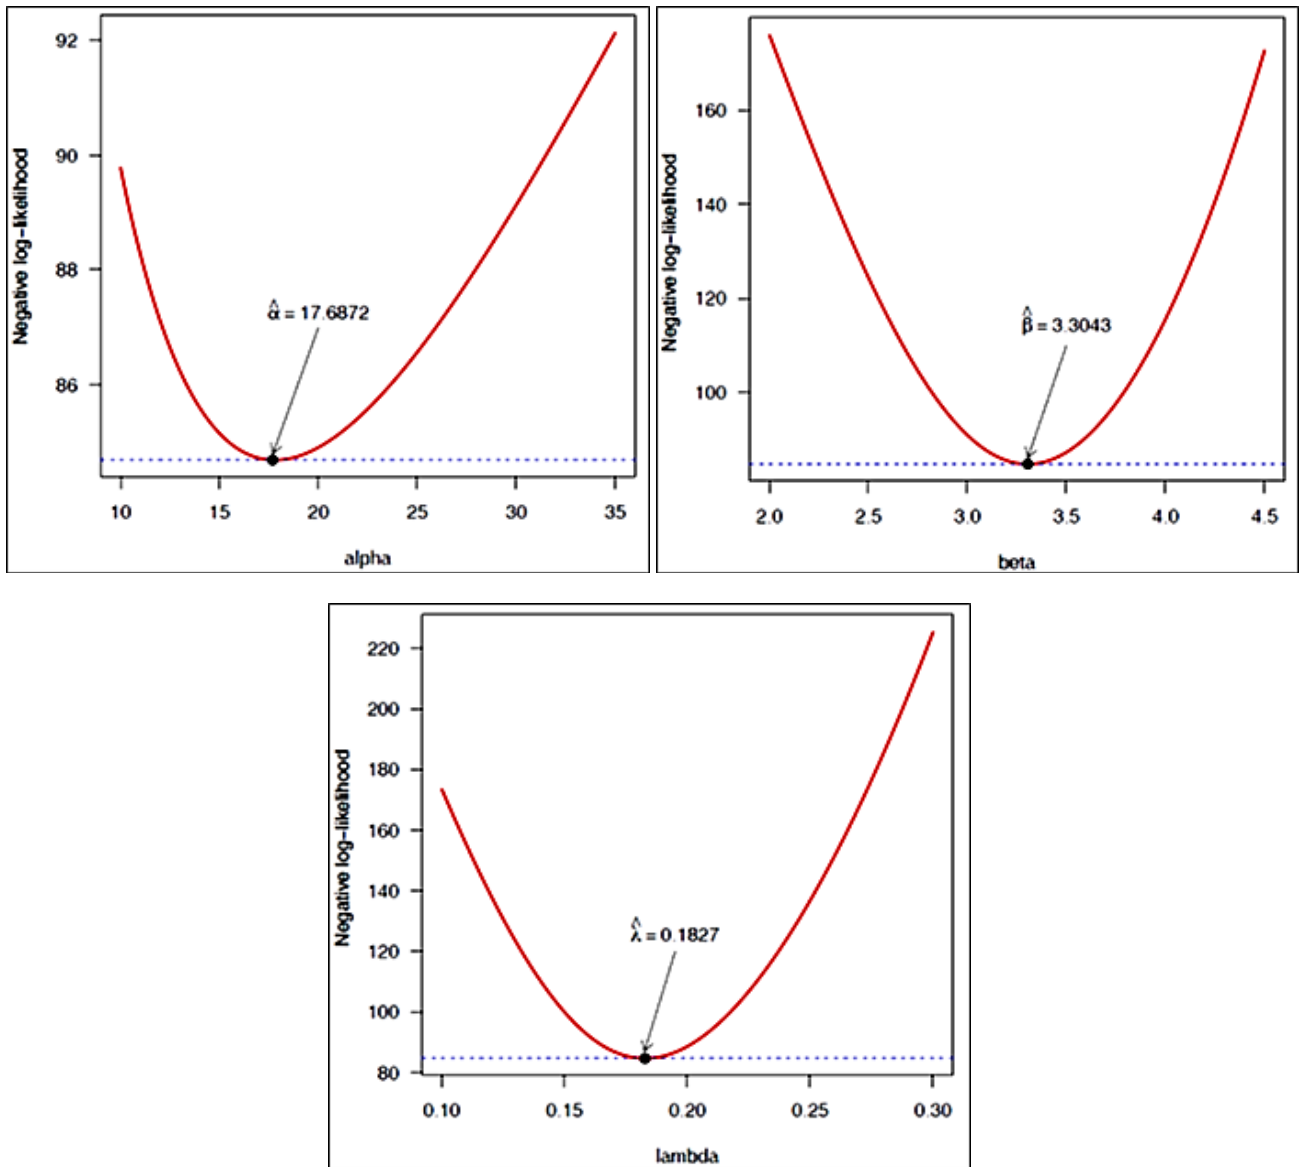 Negative log-likelihood
92
90
88
86
α̂ = 17.6872
10 15 20 25 30 35
alpha
Negative log-likelihood
160
140
120
100
β̂ = 3.3043
2.0 2.5 3.0 3.5 4.0 4.5
beta
Negative log-likelihood
220
200
180
160
140
120
100
80
λ̂ = 0.1827
0.10 0.15 0.20 0.25 0.30
lambda